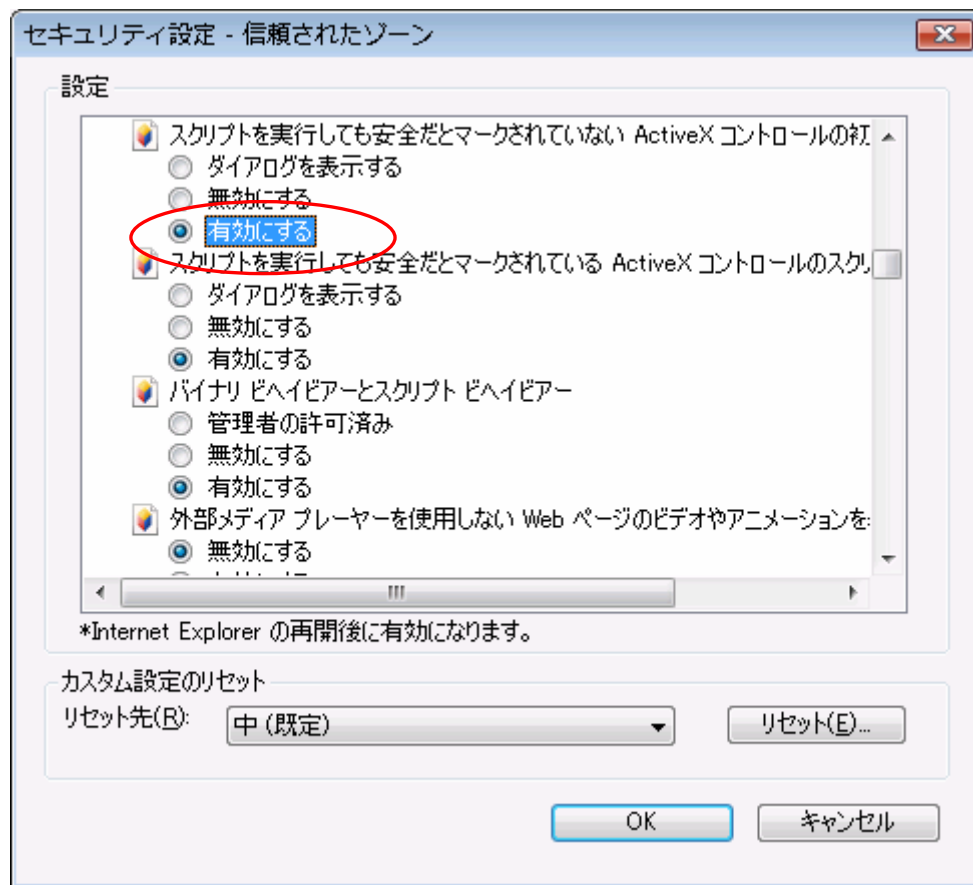 セキュリティ設定 - 信頼されたゾーン
設定
スクリプトを実行しても安全だとマークされていない ActiveX コントロールの初
ダイアログを表示する
無効にする
有効にする
スクリプトを実行しても安全だとマークされている ActiveX コントロールのスクリ
ダイアログを表示する
無効にする
有効にする
バイナリ ビヘイビアーとスクリプト ビヘイビアー
管理者の許可済み
無効にする
有効にする
外部メディア プレーヤーを使用しない Web ページのビデオやアニメーションを
無効にする
*Internet Explorer の再開後に有効になります。
カスタム設定のリセット
リセット先(R):
中 (既定)
リセット(E)...
OK
キャンセル